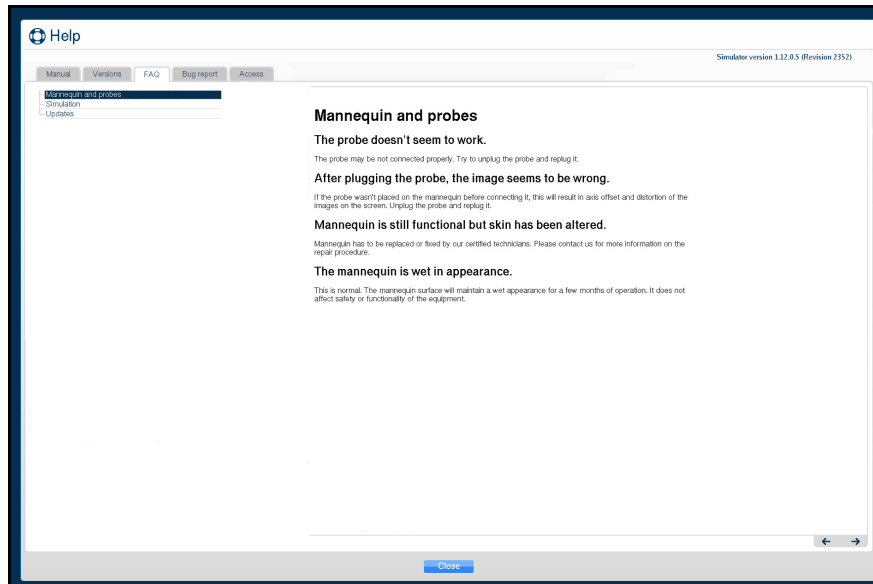 Help
Simulator version 1.12.0.5 (Revision 2352)
Manual Versions FAQ Bug report Access
Mannequin and probes
Simulation
Updates
Mannequin and probes
The probe doesn't seem to work.
The probe may be not connected properly. Try to unplug the probe and replug it.
After plugging the probe, the image seems to be wrong.
If the probe wasn't placed on the mannequin before connecting it, this will result in axis offset and distortion of the
images on the screen. Unplug the probe and replug it.
Mannequin is still functional but skin has been altered.
Mannequin has to be replaced or fixed by our certified technicians. Please contact us for more information on the
repair procedure.
The mannequin is wet in appearance.
This is normal. The mannequin surface will maintain a wet appearance for a few months of operation. It does not
affect safety or functionality of the equipment.
Close